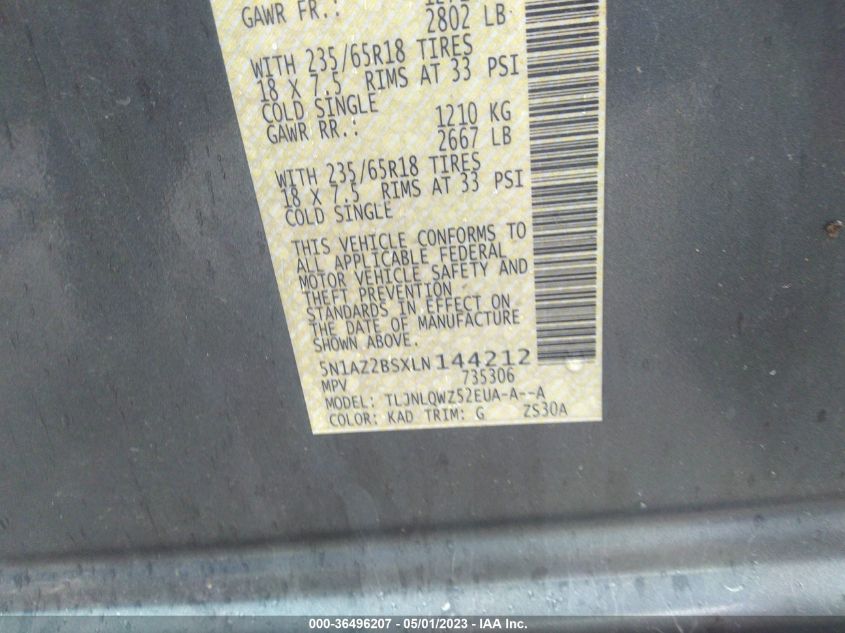 GAWR FR.:
2802 LB
WITH 235/65R18 TIRES
18 X 7.5 RIMS AT 33 PSI
COLD SINGLE
GAWR RR.: 1210 KG
2667 LB
WITH 235/65R18 TIRES
18 X 7.5 RIMS AT 33 PSI
COLD SINGLE
THIS VEHICLE CONFORMS TO
ALL APPLICABLE FEDERAL
MOTOR VEHICLE SAFETY AND
THEFT PREVENTION
STANDARDS IN EFFECT ON
THE DATE OF MANUFACTURE
SHOWN ABOVE.
5N1AZ2BSXLN144212
MPV 735306
MODEL: TLJNLQWZ52EUA-A--A
COLOR: KAD TRIM: G ZS30A
000-36496207 - 05/01/2023 - IAA Inc.